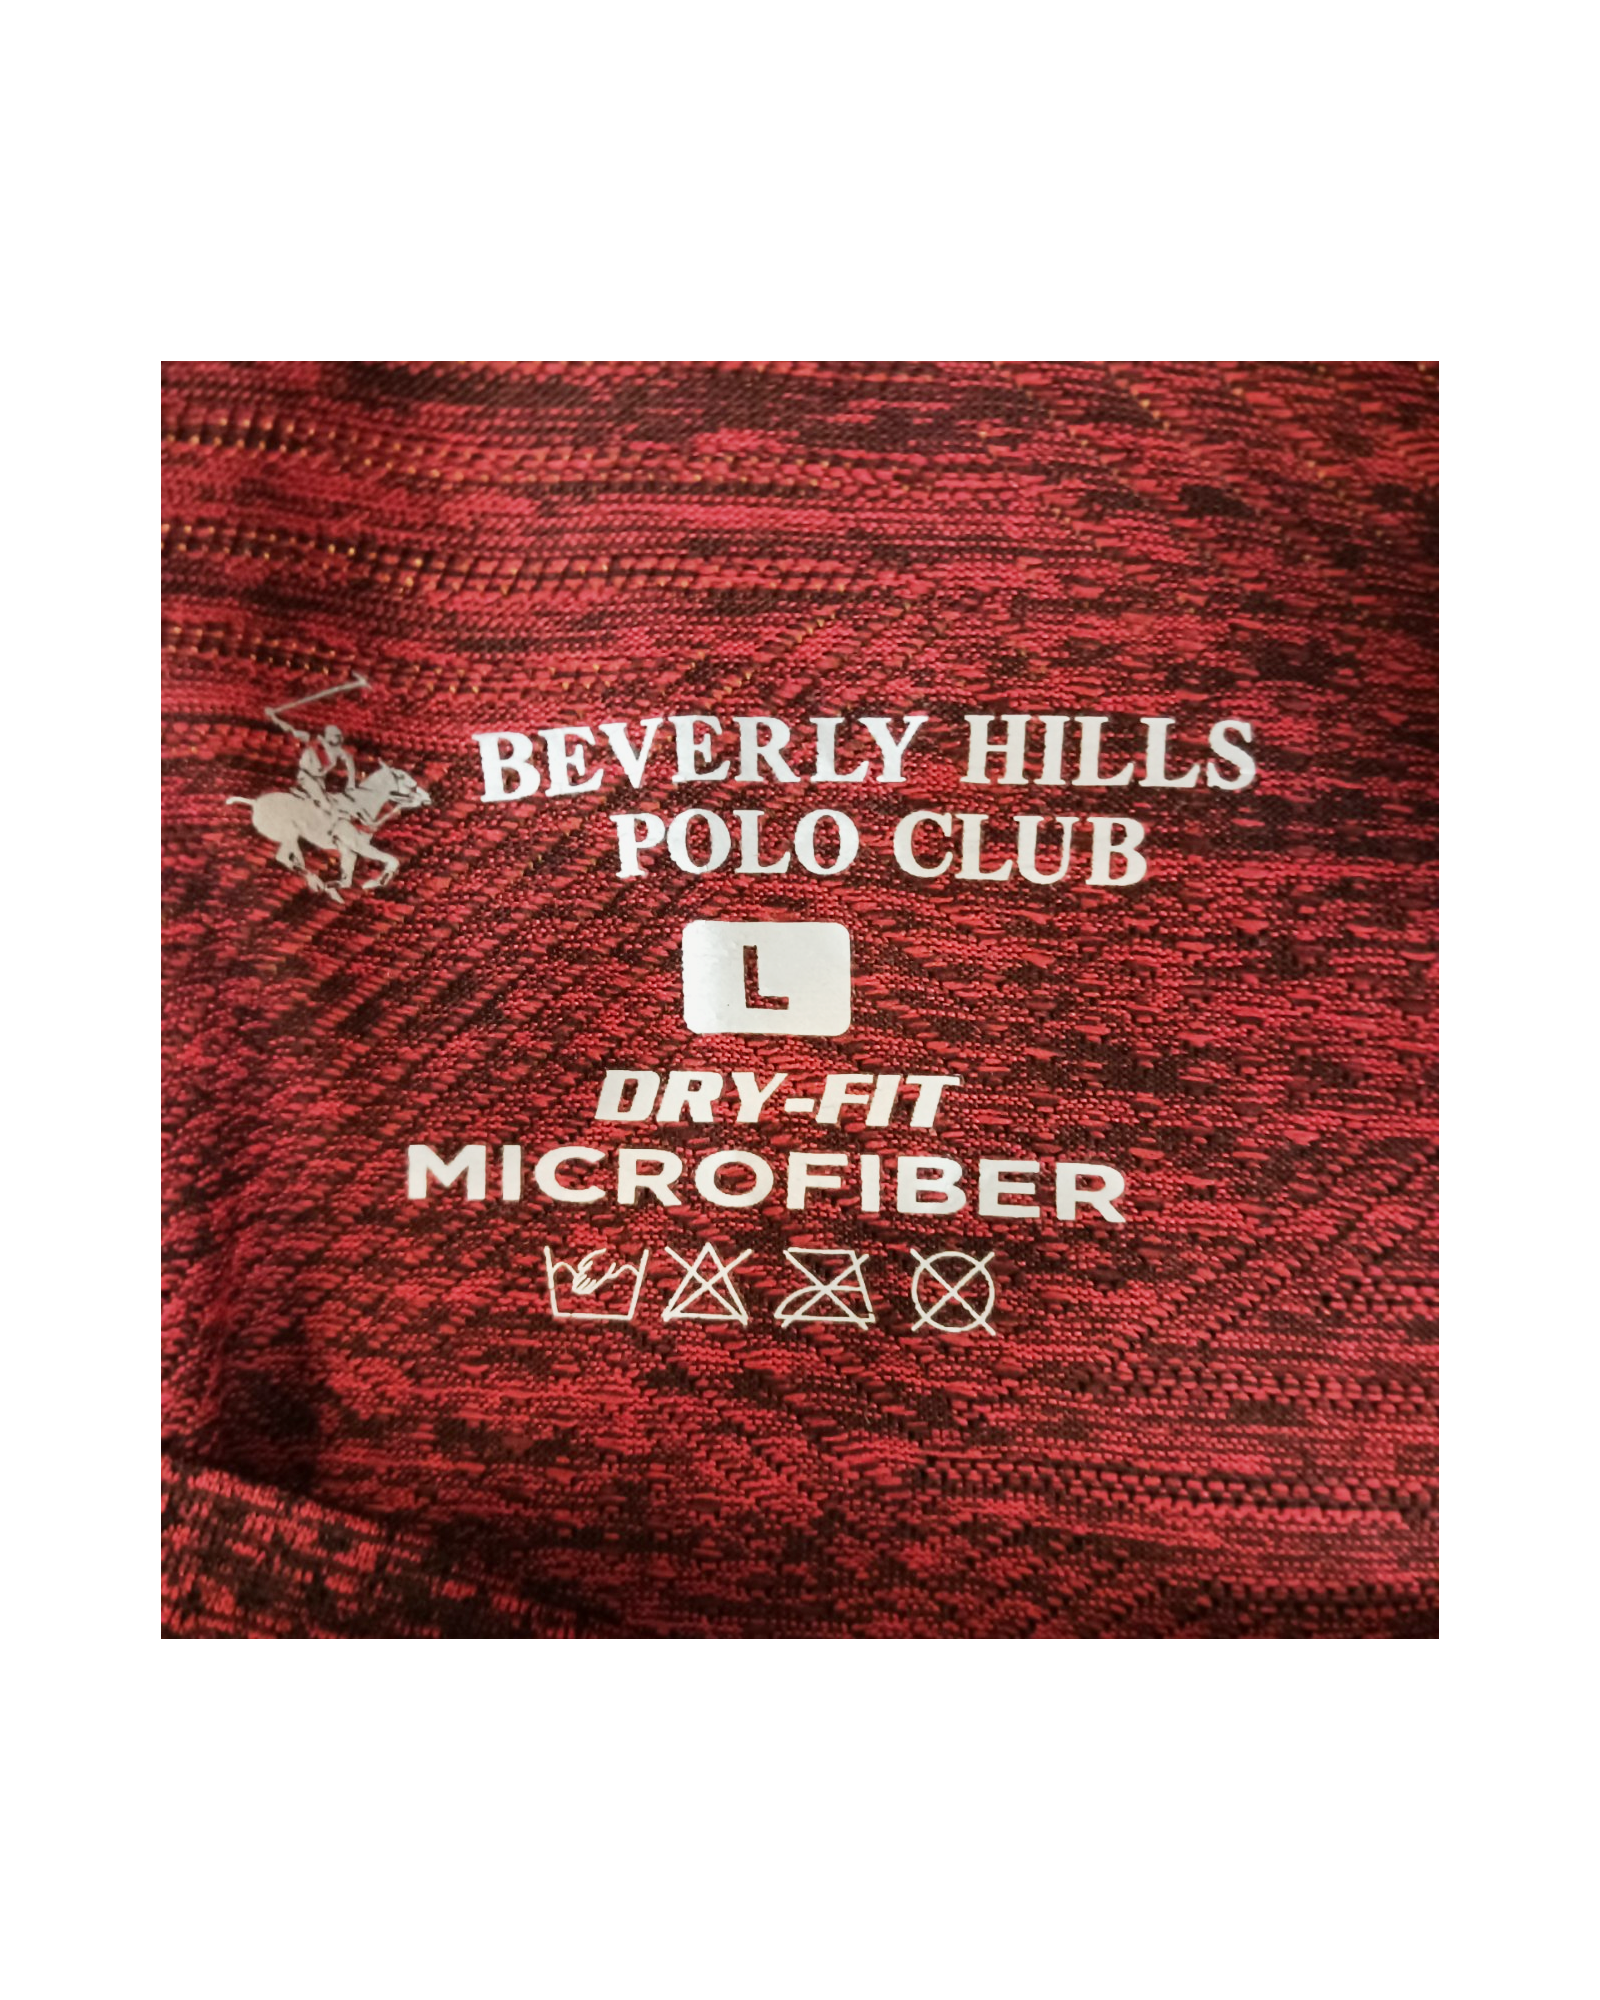 BEVERLY HILLS
POLO CLUB
L
DRY-FIT
MICROFIBER